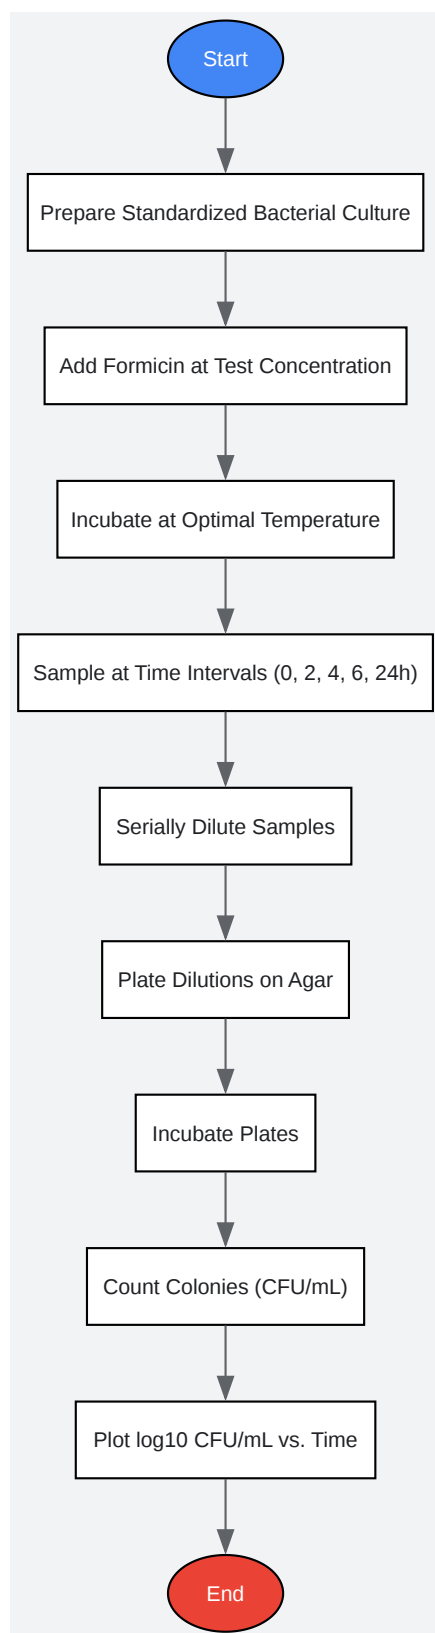 Start
Prepare Standardized Bacterial Culture
Add Formicin at Test Concentration
Incubate at Optimal Temperature
Sample at Time Intervals (0, 2, 4, 6, 24h)
Serially Dilute Samples
Plate Dilutions on Agar
Incubate Plates
Count Colonies (CFU/mL)
Plot log10 CFU/mL vs. Time
End